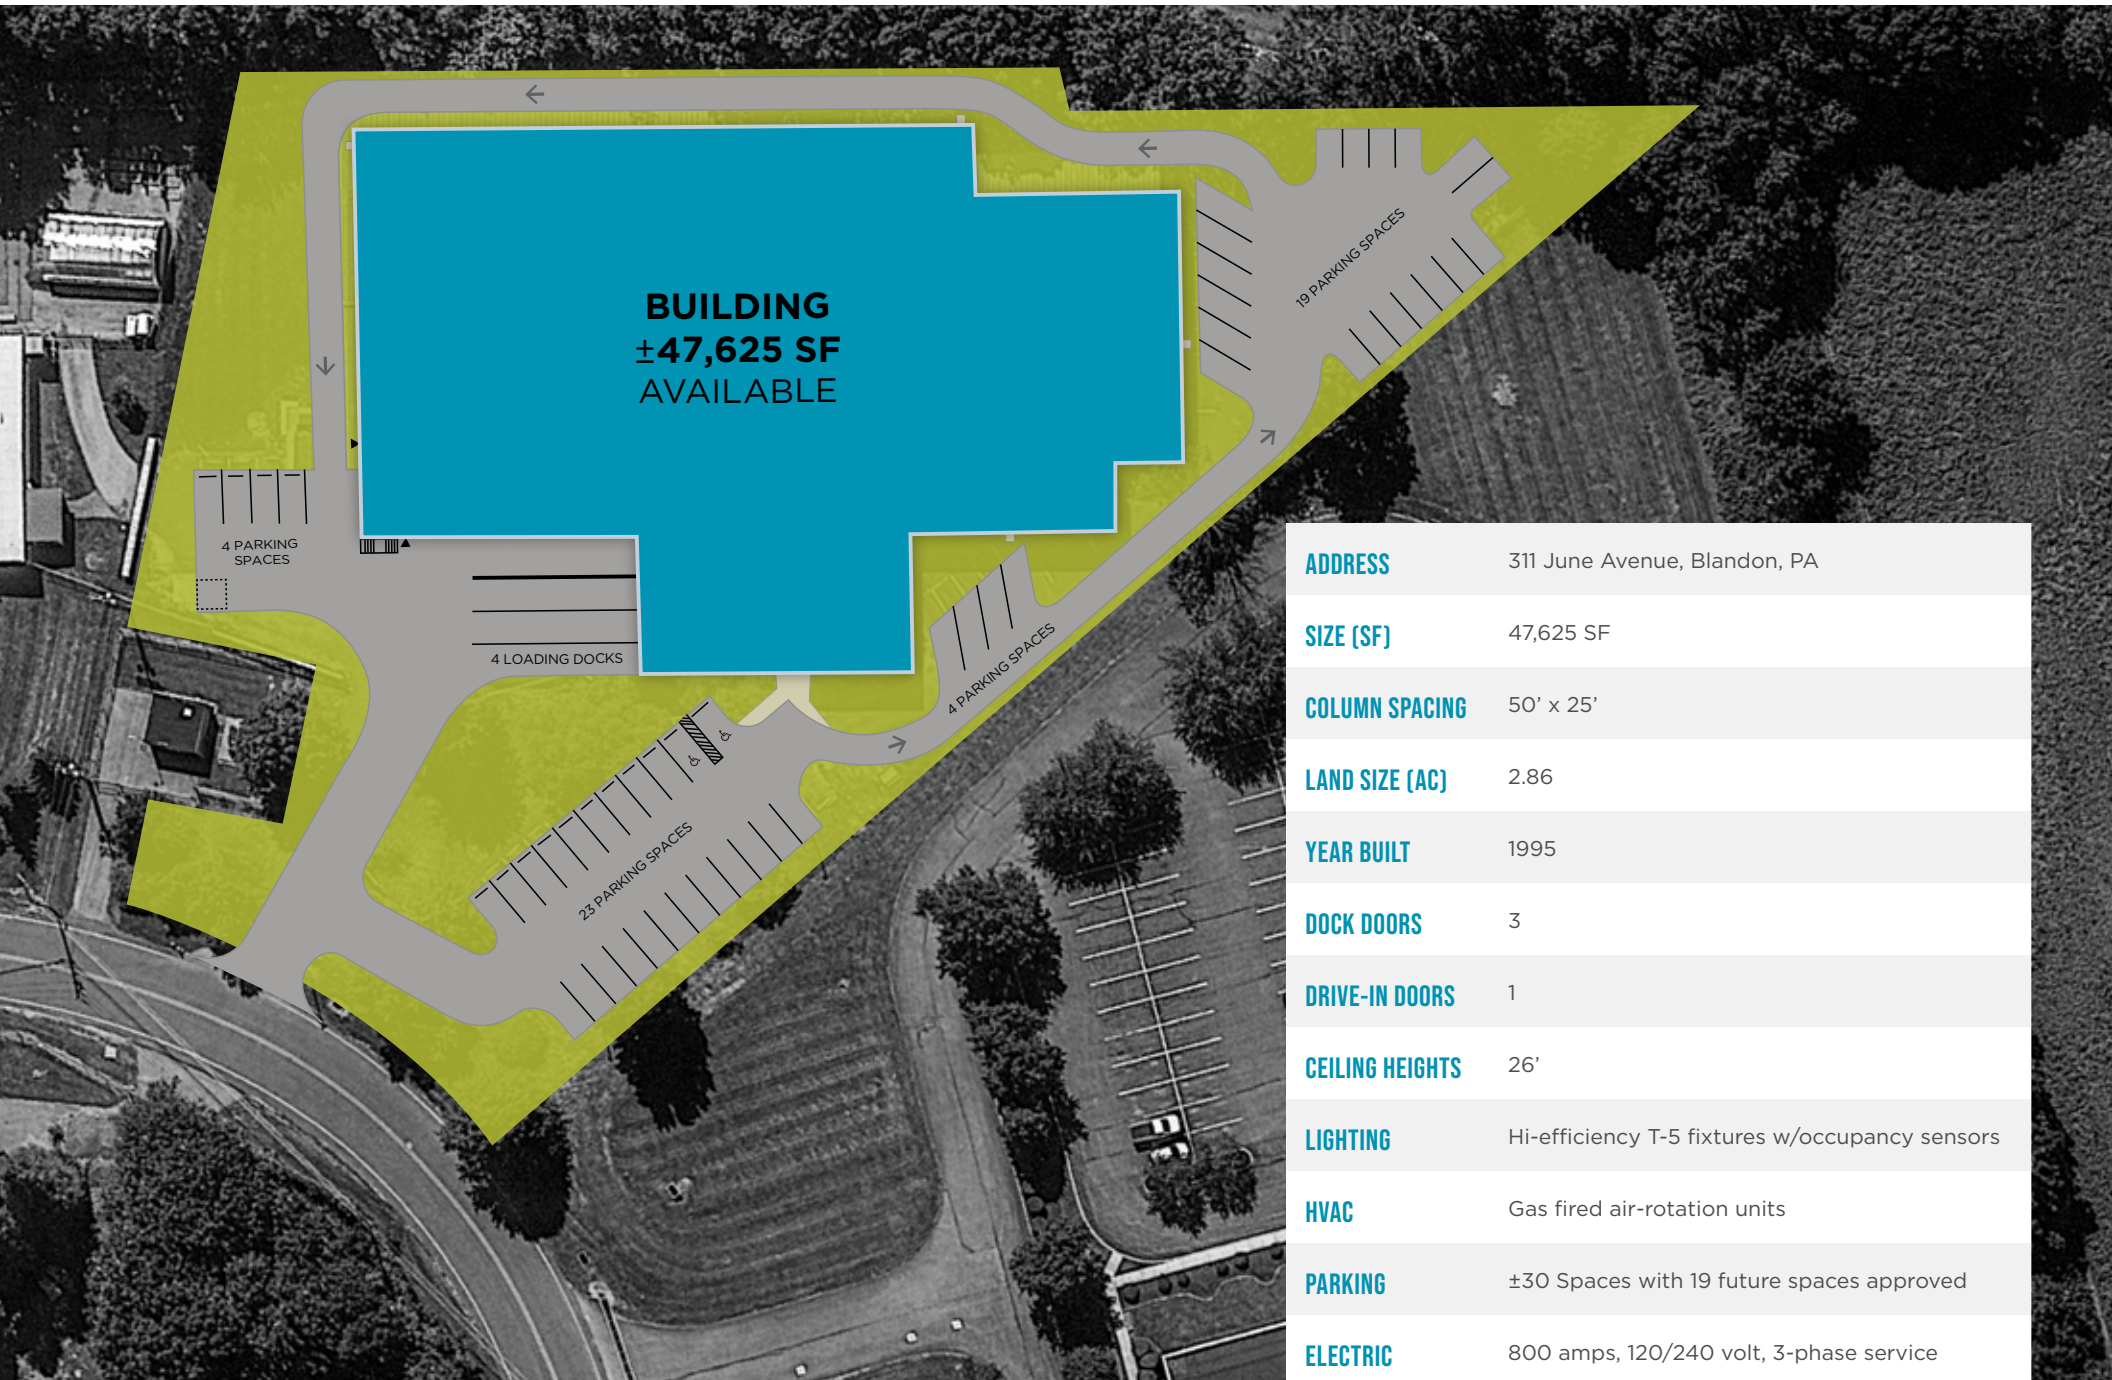 BUILDING
±47,625 SF
AVAILABLE
19 PARKING SPACES
4 PARKING
SPACES
4 LOADING DOCKS
4 PARKING SPACES
23 PARKING SPACES
ADDRESS 311 June Avenue, Blandon, PA
SIZE (SF) 47,625 SF
COLUMN SPACING 50’ x 25’
LAND SIZE (AC) 2.86
YEAR BUILT 1995
DOCK DOORS 3
DRIVE-IN DOORS 1
CEILING HEIGHTS 26’
LIGHTING Hi-efficiency T-5 fixtures w/occupancy sensors
HVAC Gas fired air-rotation units
PARKING ±30 Spaces with 19 future spaces approved
ELECTRIC 800 amps, 120/240 volt, 3-phase service